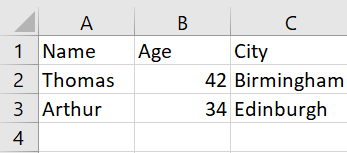 A B C
1 Name Age City
2 Thomas 42 Birmingham
3 Arthur 34 Edinburgh
4